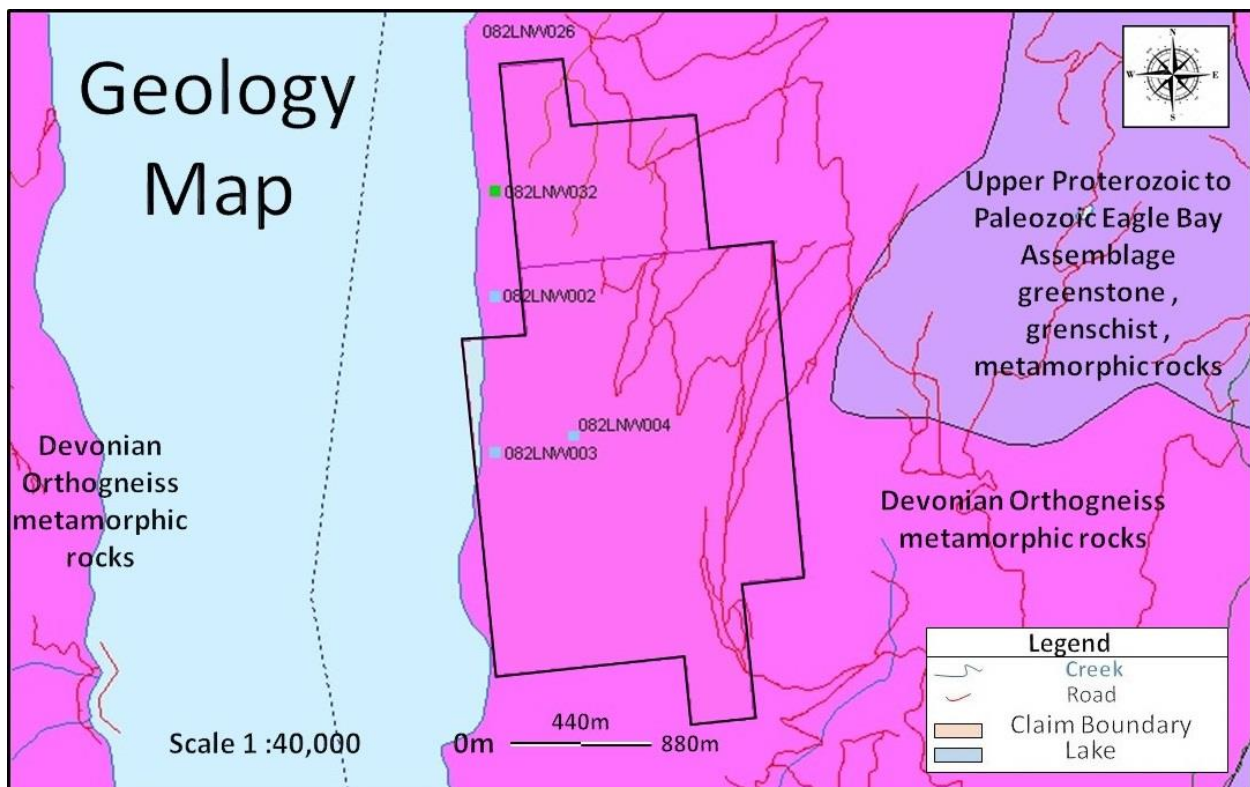 Geology
Map
082LNW026
N
W
E
S
082LNW032
082LNW002
082LNW004
082LNW003
Upper Proterozoic to
Paleozoic Eagle Bay
Assemblage
greenstone ,
grenschist ,
metamorphic rocks
Devonian
Orthogneiss
metamorphic
rocks
Devonian Orthogneiss
metamorphic rocks
Scale 1 :40,000
0m
440m
880m
Legend
Creek
Road
Claim Boundary
Lake